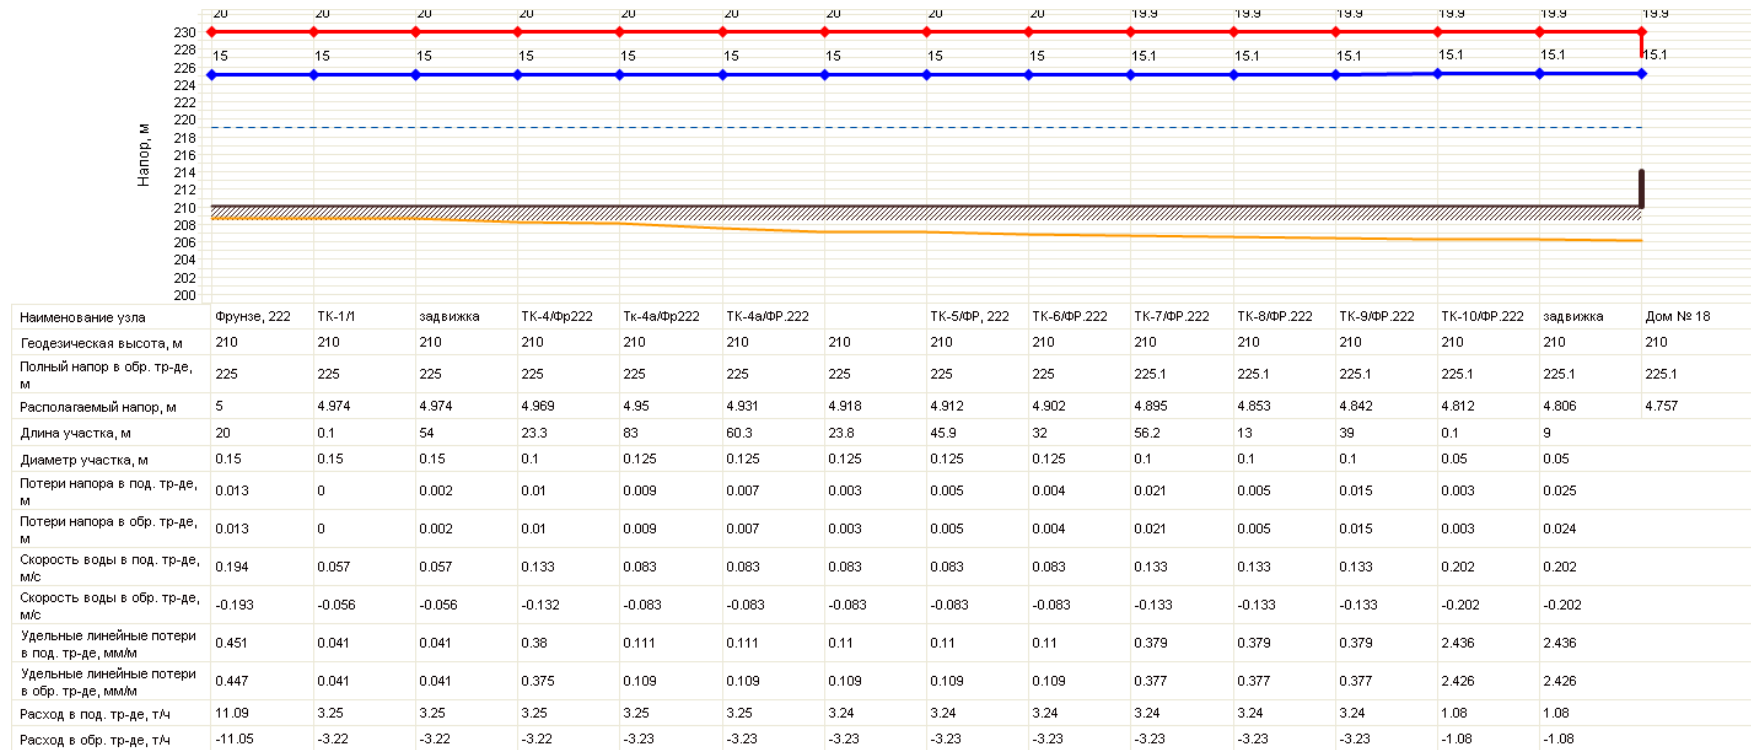 20 20 20 20 20 20 20 20 20 19.9 19.9 19.9 19.9 19.9 19.9
230
228
15 15 15 15 15 15 15 15 15 15.1 15.1 15.1 15.1 15.1 15.1
226
224
222
220
218
216
214
212
210
208
206
204
202
200
Напор, м
Наименование узла Фрунзе, 222 ТК-1/1 задвижка ТК-4/Фр222 Тк-4а/Фр222 ТК-4а/ФР.222 ТК-5/ФР, 222 ТК-6/ФР.222 ТК-7/ФР.222 ТК-8/ФР.222 ТК-9/ФР.222 ТК-10/ФР.222 задвижка Дом № 18
Геодезическая высота, м 210 210 210 210 210 210 210 210 210 210 210 210 210 210 210
Полный напор в обр. тр-де,
м 225 225 225 225 225 225 225 225 225 225.1 225.1 225.1 225.1 225.1 225.1
Располагаемый напор, м 5 4.974 4.974 4.969 4.95 4.931 4.918 4.912 4.902 4.895 4.853 4.842 4.812 4.806 4.757
Длина участка, м 20 0.1 54 23.3 83 60.3 23.8 45.9 32 56.2 13 39 0.1 9
Диаметр участка, м 0.15 0.15 0.15 0.1 0.125 0.125 0.125 0.125 0.125 0.1 0.1 0.1 0.05 0.05
Потери напора в под. тр-де,
м 0.013 0 0.002 0.01 0.009 0.007 0.003 0.005 0.004 0.021 0.005 0.015 0.003 0.025
Потери напора в обр. тр-де,
м 0.013 0 0.002 0.01 0.009 0.007 0.003 0.005 0.004 0.021 0.005 0.015 0.003 0.024
Скорость воды в под. тр-де,
м/с 0.194 0.057 0.057 0.133 0.083 0.083 0.083 0.083 0.083 0.133 0.133 0.133 0.202 0.202
Скорость воды в обр. тр-де,
м/с -0.193 -0.056 -0.056 -0.132 -0.083 -0.083 -0.083 -0.083 -0.083 -0.133 -0.133 -0.133 -0.202 -0.202
Удельные линейные потери
в под. тр-де, мм/м 0.451 0.041 0.041 0.38 0.111 0.111 0.11 0.11 0.11 0.379 0.379 0.379 2.436 2.436
Удельные линейные потери
в обр. тр-де, мм/м 0.447 0.041 0.041 0.375 0.109 0.109 0.109 0.109 0.109 0.377 0.377 0.377 2.426 2.426
Расход в под. тр-де, т/ч 11.09 3.25 3.25 3.25 3.25 3.25 3.24 3.24 3.24 3.24 3.24 3.24 1.08 1.08
Расход в обр. тр-де, т/ч -11.05 -3.22 -3.22 -3.22 -3.23 -3.23 -3.23 -3.23 -3.23 -3.23 -3.23 -3.23 -1.08 -1.08